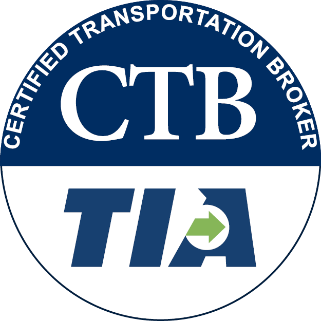 CERTIFIED TRANSPORTATION BROKER
CTB
TIA